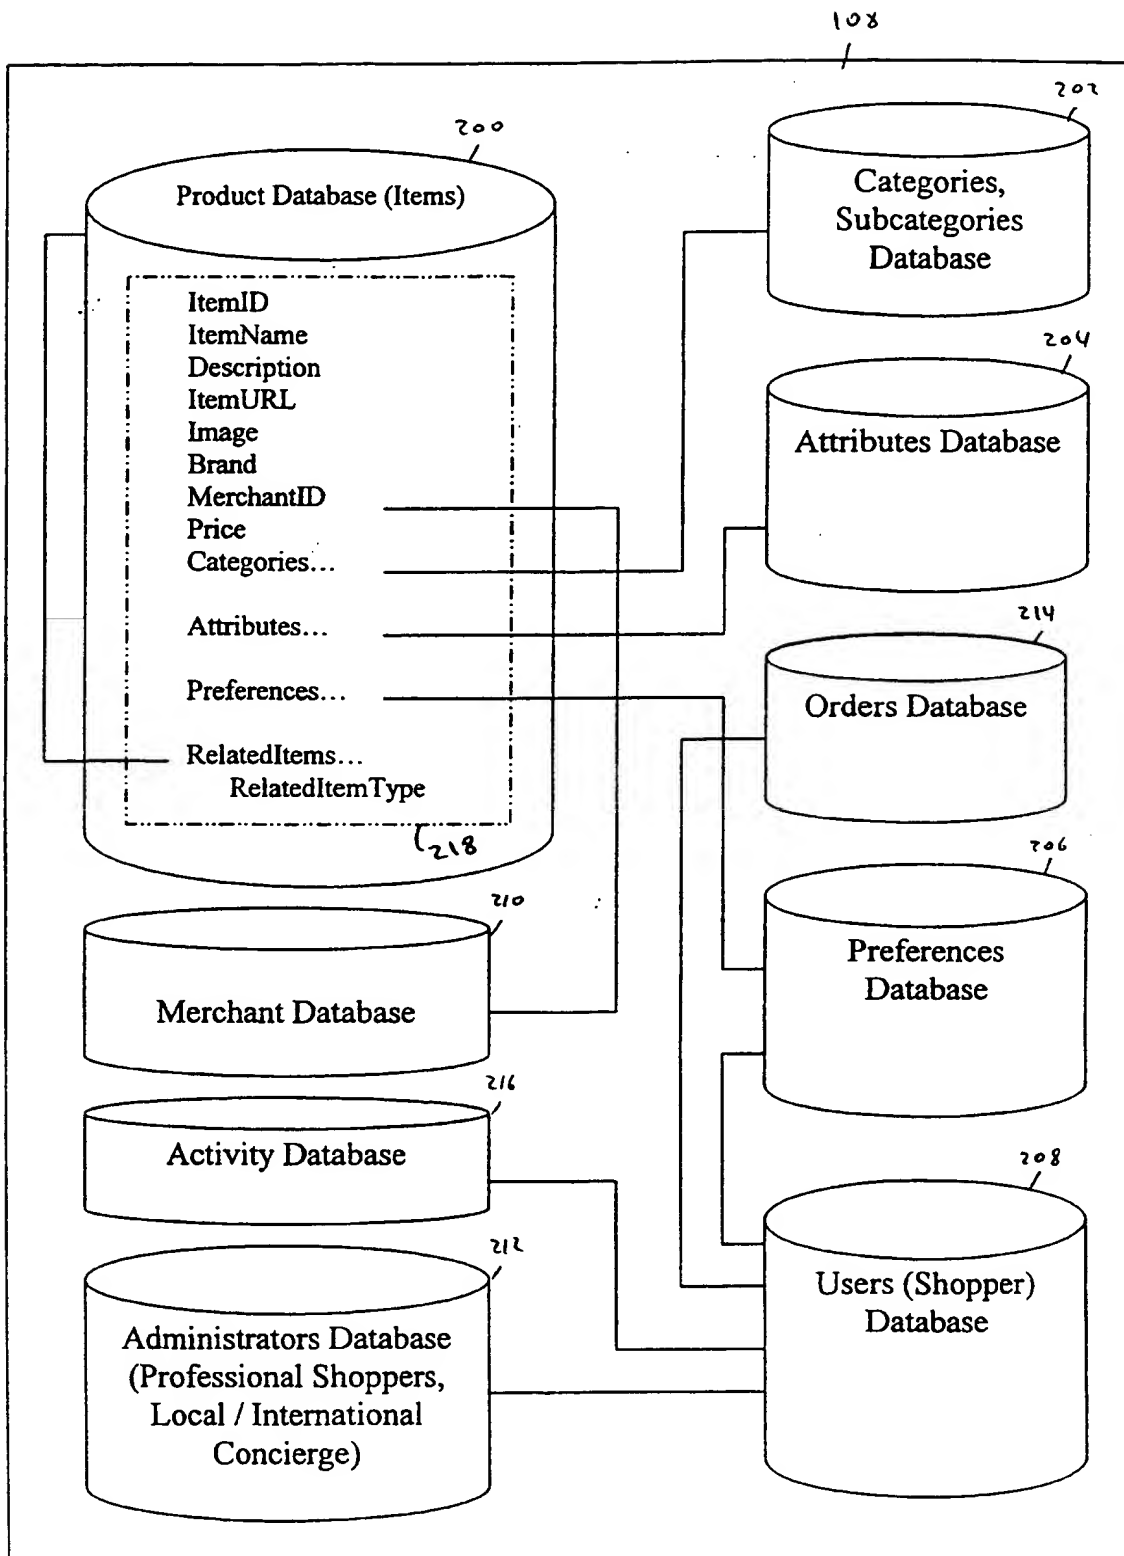 108
200
Product Database (Items)
ItemID
ItemName
Description
ItemURL
Image
Brand
MerchantID
Price
Categories...
Attributes...
Preferences...
RelatedItems...
RelatedItemType
218
202
Categories,
Subcategories
Database
204
Attributes Database
214
Orders Database
206
Preferences
Database
208
Users (Shopper)
Database
210
Merchant Database
216
Activity Database
212
Administrators Database
(Professional Shoppers,
Local / International
Concierge)